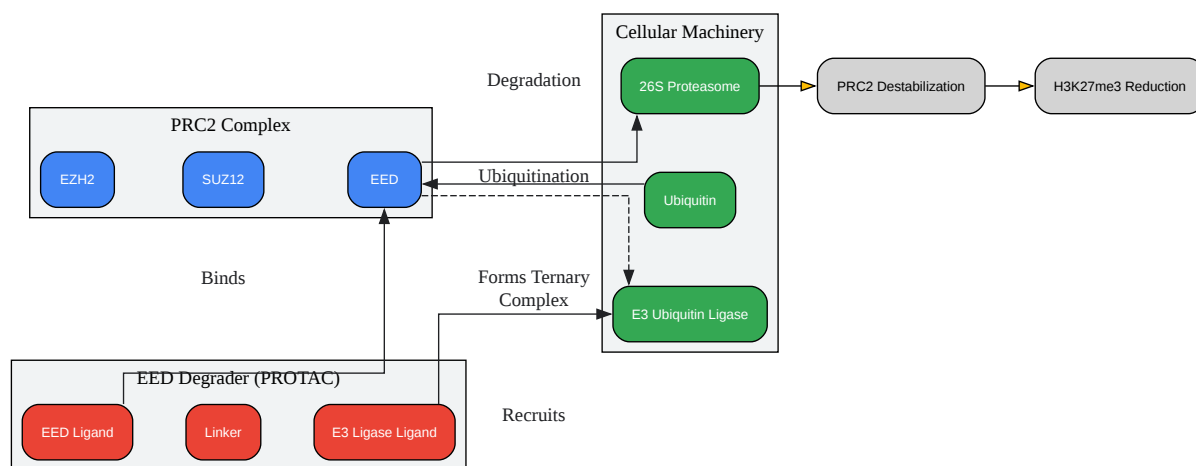 Cellular Machinery
Degradation
26S Proteasome
PRC2 Destabilization
H3K27me3 Reduction
PRC2 Complex
EZH2
SUZ12
EED
Ubiquitination
Ubiquitin
Binds
Forms Ternary
Complex
E3 Ubiquitin Ligase
EED Degrader (PROTAC)
EED Ligand
Linker
E3 Ligase Ligand
Recruits